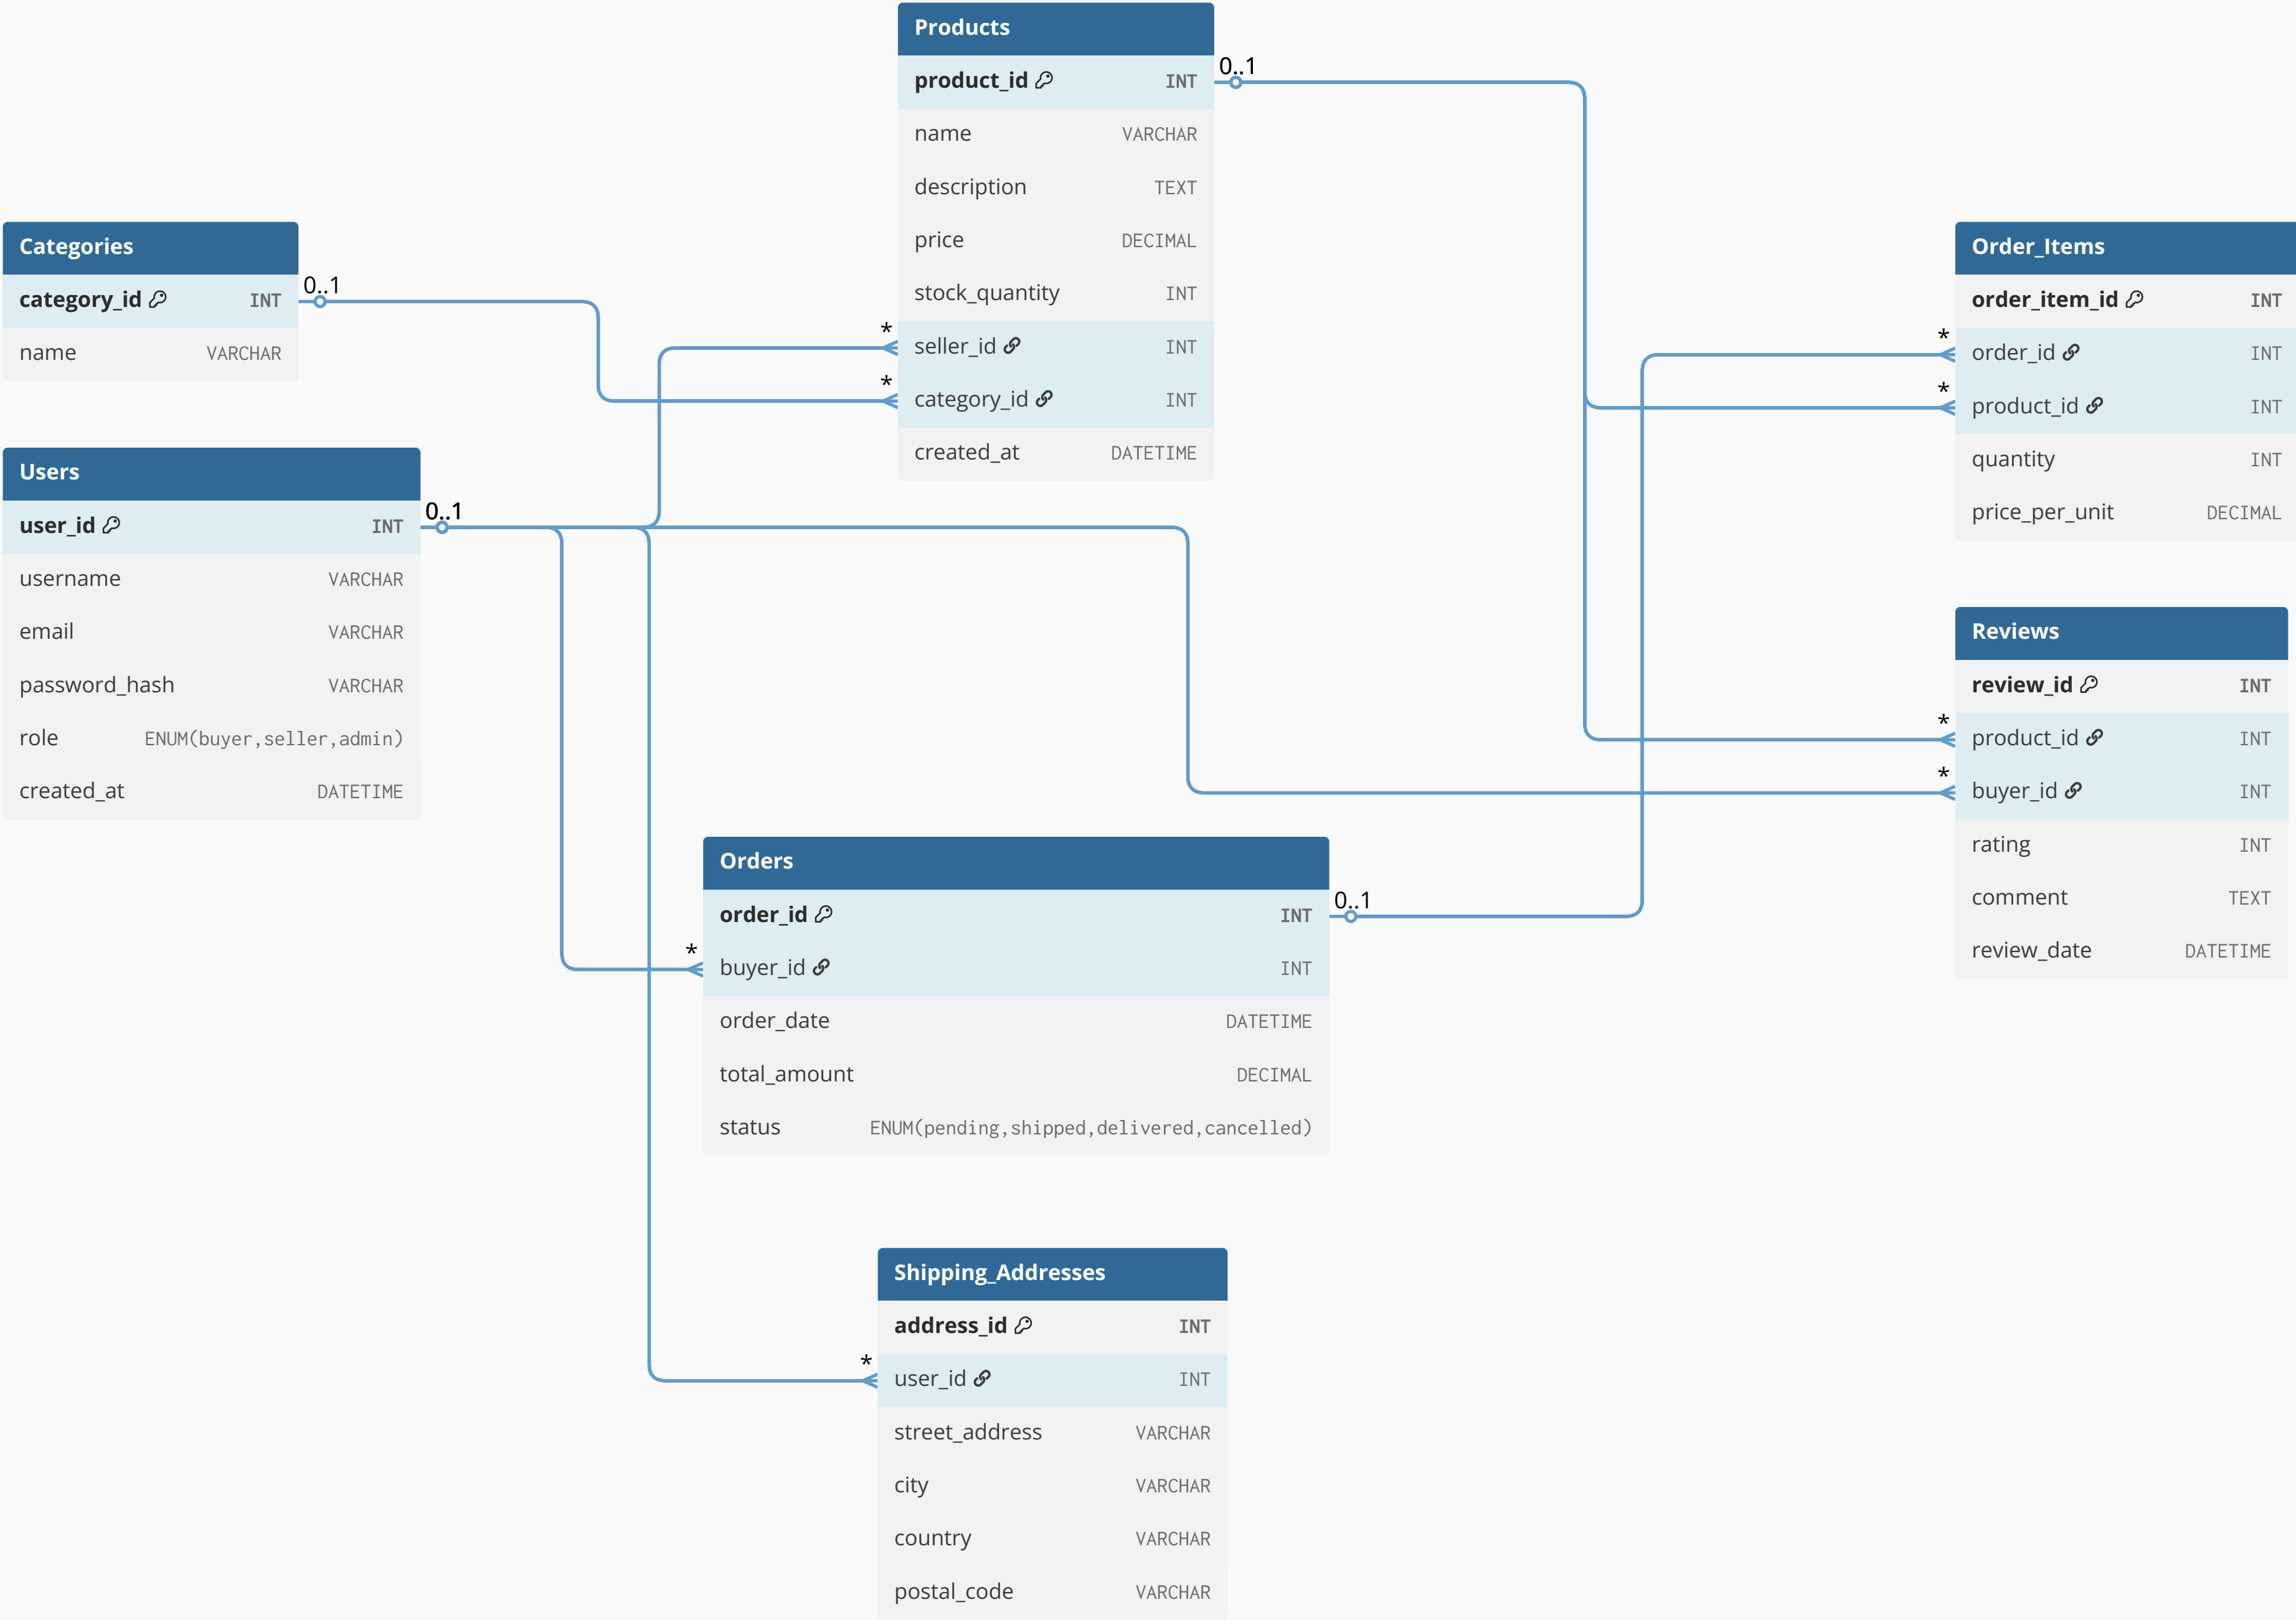 Products
product_id INT
name VARCHAR
description TEXT
price DECIMAL
stock_quantity INT
seller_id INT
category_id INT
created_at DATETIME
0..1
*
*
Categories
category_id INT
name VARCHAR
0..1
Users
user_id INT
username VARCHAR
email VARCHAR
password_hash VARCHAR
role ENUM(buyer,seller,admin)
created_at DATETIME
0..1
Order_Items
order_item_id INT
order_id INT
product_id INT
quantity INT
price_per_unit DECIMAL
*
*
Reviews
review_id INT
product_id INT
buyer_id INT
rating INT
comment TEXT
review_date DATETIME
*
*
Orders
order_id INT
buyer_id INT
order_date DATETIME
total_amount DECIMAL
status ENUM(pending,shipped,delivered,cancelled)
0..1
*
Shipping_Addresses
address_id INT
user_id INT
street_address VARCHAR
city VARCHAR
country VARCHAR
postal_code VARCHAR
*